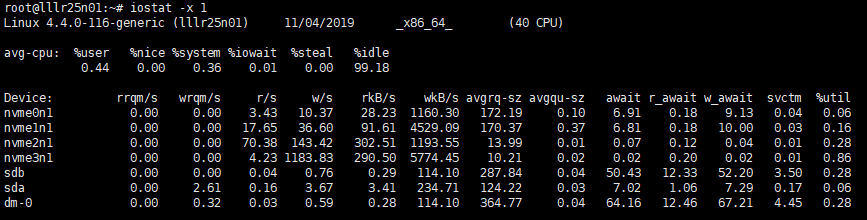 root@lllr25n01:~# iostat -x 1
Linux 4.4.0-116-generic (lllr25n01) 11/04/2019 _x86_64_ (40 CPU)
avg-cpu: %user %nice %system %iowait %steal %idle
0.44 0.00 0.36 0.01 0.00 99.18
Device: rrqm/s wrqm/s r/s w/s rkB/s wkB/s avgrq-sz avgqu-sz await r_await w_await svctm %util
nvme0n1 0.00 0.00 3.43 10.37 28.23 1160.30 172.19 0.10 6.91 0.18 9.13 0.04 0.06
nvme1n1 0.00 0.00 17.65 36.60 91.61 4529.09 170.37 0.37 6.81 0.18 10.00 0.03 0.16
nvme2n1 0.00 0.00 70.38 143.42 302.51 1193.55 13.99 0.01 0.07 0.12 0.04 0.01 0.28
nvme3n1 0.00 0.00 4.23 1183.83 290.50 5774.45 10.21 0.02 0.02 0.20 0.02 0.01 0.86
sdb 0.00 0.00 0.04 0.76 0.29 114.10 287.84 0.04 50.43 12.33 52.20 3.50 0.28
sda 0.00 2.61 0.16 3.67 3.41 234.71 124.22 0.03 7.02 1.06 7.29 0.17 0.06
dm-0 0.00 0.32 0.03 0.59 0.28 114.10 364.77 0.04 64.16 12.46 67.21 4.45 0.28